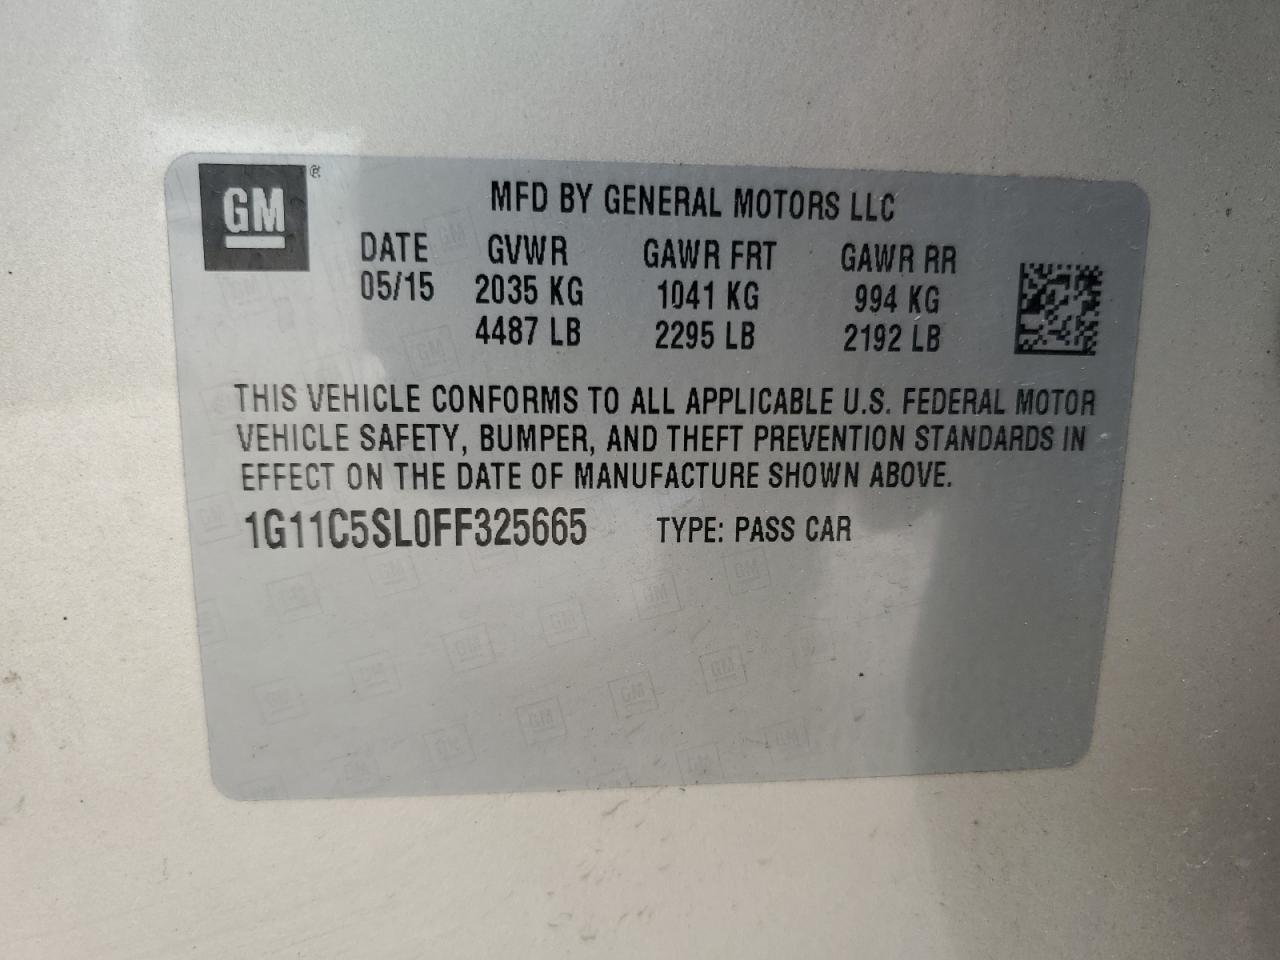 GM ®
MFD BY GENERAL MOTORS LLC
DATE GVWR GAWR FRT GAWR RR
05/15 2035 KG 1041 KG 994 KG
4487 LB 2295 LB 2192 LB
THIS VEHICLE CONFORMS TO ALL APPLICABLE U.S. FEDERAL MOTOR
VEHICLE SAFETY, BUMPER, AND THEFT PREVENTION STANDARDS IN
EFFECT ON THE DATE OF MANUFACTURE SHOWN ABOVE.
1G11C5SL0FF325665 TYPE: PASS CAR